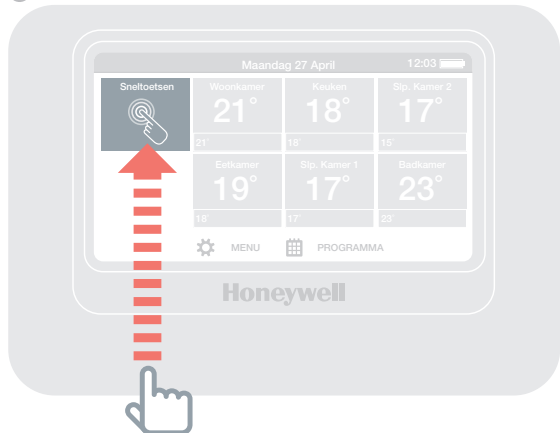 Maandag 27 April 12:03
Sneltoetsen Woonkamer Keuken Slp. Kamer 2
21° 18° 17°
21° 18° 15°
Eetkamer Slp. Kamer 1 Badkamer
19° 17° 23°
18° 17° 23°
MENU PROGRAMMA
Honeywell